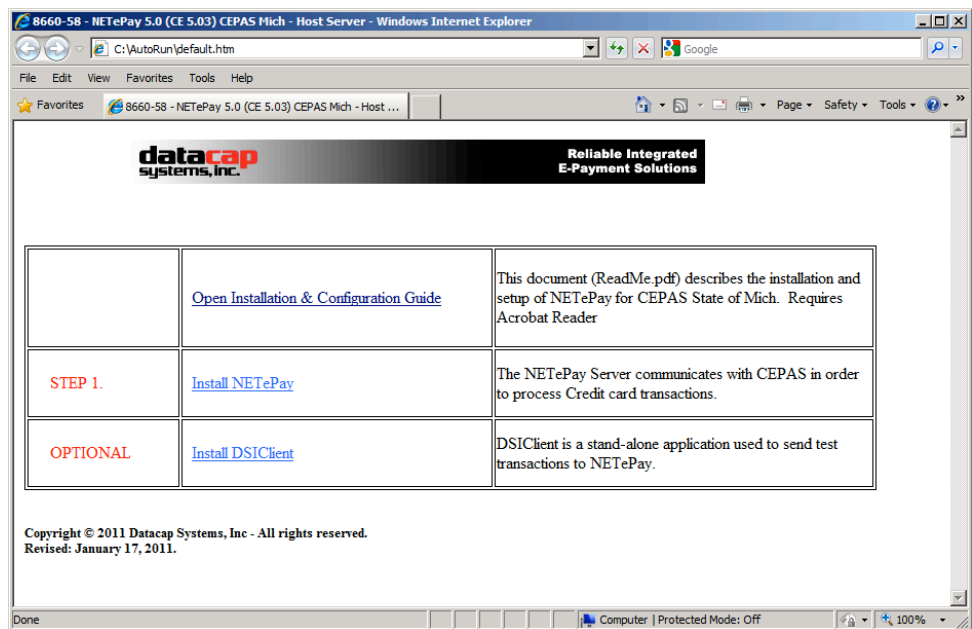 8660-58 - NETePay 5.0 (CE 5.03) CEPAS Mich - Host Server - Windows Internet Explorer
C:\AutoRun\default.htm
Google
File Edit View Favorites Tools Help
Favorites
8660-58 - NETePay 5.0 (CE 5.03) CEPAS Mich - Host ...
Page Safety Tools
datacap
systems, inc.
Reliable Integrated
E-Payment Solutions
Open Installation & Configuration Guide
This document (ReadMe.pdf) describes the installation and
setup of NETePay for CEPAS State of Mich. Requires
Acrobat Reader
STEP 1.
Install NETePay
The NETePay Server communicates with CEPAS in order
to process Credit card transactions.
OPTIONAL
Install DSIClient
DSIClient is a stand-alone application used to send test
transactions to NETePay.
Copyright © 2011 Datacap Systems, Inc - All rights reserved.
Revised: January 17, 2011.
Done
Computer | Protected Mode: Off
100%